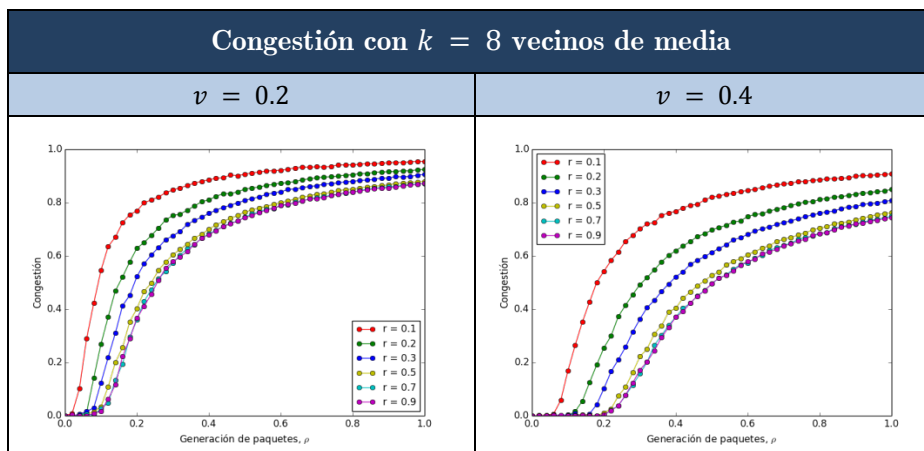 Congestión con k = 8 vecinos de media
v = 0.2
v = 0.4
1.0
0.8
0.6
0.4
0.2
0.0
Congestión
0.0 0.2 0.4 0.6 0.8 1.0
Generación de paquetes, ρ
r = 0.1
r = 0.2
r = 0.3
r = 0.5
r = 0.7
r = 0.9
1.0
0.8
0.6
0.4
0.2
0.0
Congestión
r = 0.1
r = 0.2
r = 0.3
r = 0.5
r = 0.7
r = 0.9
0.0 0.2 0.4 0.6 0.8 1.0
Generación de paquetes, ρ